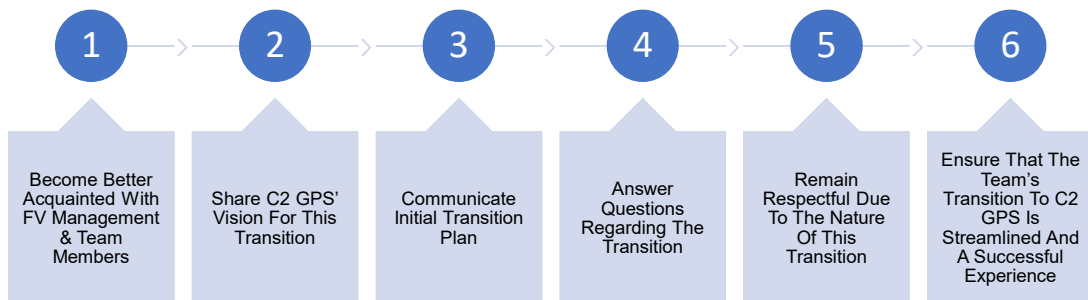 1
Become Better
Acquainted With
FV Management
& Team
Members
2
Share C2 GPS'
Vision For This
Transition
3
Communicate
Initial Transition
Plan
4
Answer
Questions
Regarding The
Transition
5
Remain
Respectful Due
To The Nature
Of This
Transition
6
Ensure That The
Team’s
Transition To C2
GPS Is
Streamlined And
A Successful
Experience